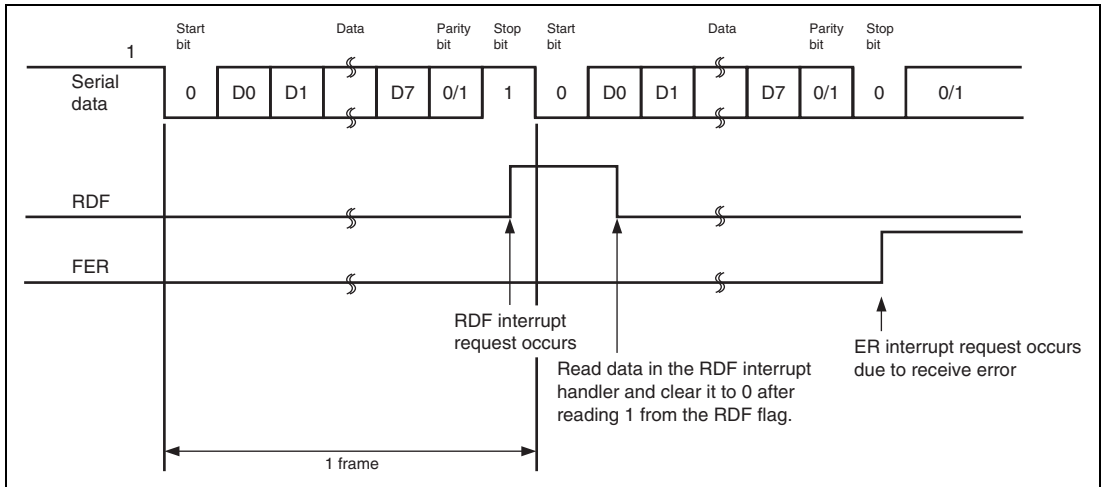 Start bit Data Parity bit Stop bit Start bit Data Parity bit Stop bit
1
Serial data 0 D0 D1 D7 0/1 1 0 D0 D1 D7 0/1 0 0/1
RDF
FER
RDF interrupt
request occurs
Read data in the RDF interrupt
handler and clear it to 0 after
reading 1 from the RDF flag.
ER interrupt request occurs
due to receive error
1 frame